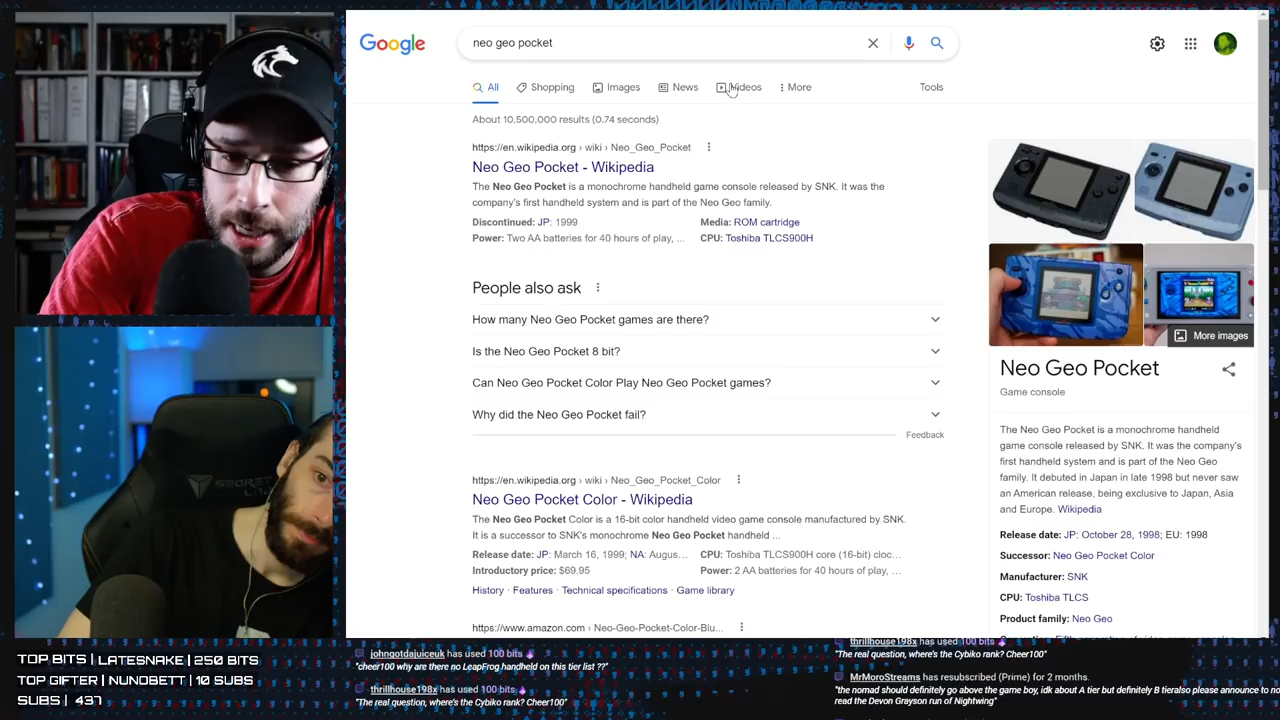 Google
neo geo pocket
All
Shopping
Images
News
Videos
More
Tools
About 10,500,000 results (0.74 seconds)
https://en.wikipedia.org › wiki › Neo_Geo_Pocket
Neo Geo Pocket - Wikipedia
The Neo Geo Pocket is a monochrome handheld game console released by SNK. It was the
company's first handheld system and is part of the Neo Geo family.
Discontinued: JP: 1999
Media: ROM cartridge
Power: Two AA batteries for 40 hours of play, ...
CPU: Toshiba TLCS900H
People also ask
How many Neo Geo Pocket games are there?
Is the Neo Geo Pocket 8 bit?
Can Neo Geo Pocket Color Play Neo Geo Pocket games?
Why did the Neo Geo Pocket fail?
Feedback
https://en.wikipedia.org › wiki › Neo_Geo_Pocket_Color
Neo Geo Pocket Color - Wikipedia
The Neo Geo Pocket Color is a 16-bit color handheld video game console manufactured by SNK.
It is a successor to SNK's monochrome Neo Geo Pocket handheld ...
Release date: JP: March 16, 1999; NA: Augus...
CPU: Toshiba TLCS900H core (16-bit) cloc...
Introductory price: $69.95
Power: 2 AA batteries for 40 hours of play, ...
History · Features · Technical specifications · Game library
https://www.amazon.com › Neo-Geo-Pocket-Color-Blu...
More images
Neo Geo Pocket
Game console
The Neo Geo Pocket is a monochrome handheld
game console released by SNK. It was the company's
first handheld system and is part of the Neo Geo
family. It debuted in Japan in late 1998 but never saw
an American release, being exclusive to Japan, Asia
and Europe. Wikipedia
Release date: JP: October 28, 1998; EU: 1998
Successor: Neo Geo Pocket Color
Manufacturer: SNK
CPU: Toshiba TLCS
Product family: Neo Geo
SECRET
TOP BITS | LATESNAKE | 250 BITS
TOP GIFTER | NUNOBETT | 10 SUBS
SUBS | 437
johngotdajuiceuk has used 100 bits
"cheer100 why are there no LeapFrog handheld on this tier list ??"
thrillhouse198x has used 100 bits
"The real question, where's the Cybiko rank? Cheer100"
thrillhouse198x has used 100 bits
"The real question, where's the Cybiko rank? Cheer100"
MrMoroStreams has resubscribed (Prime) for 2 months.
"the nomad should definitely go above the game boy, idk about A tier but definitely B tieralso please announce to
read the Devon Grayson run of Nightwing"